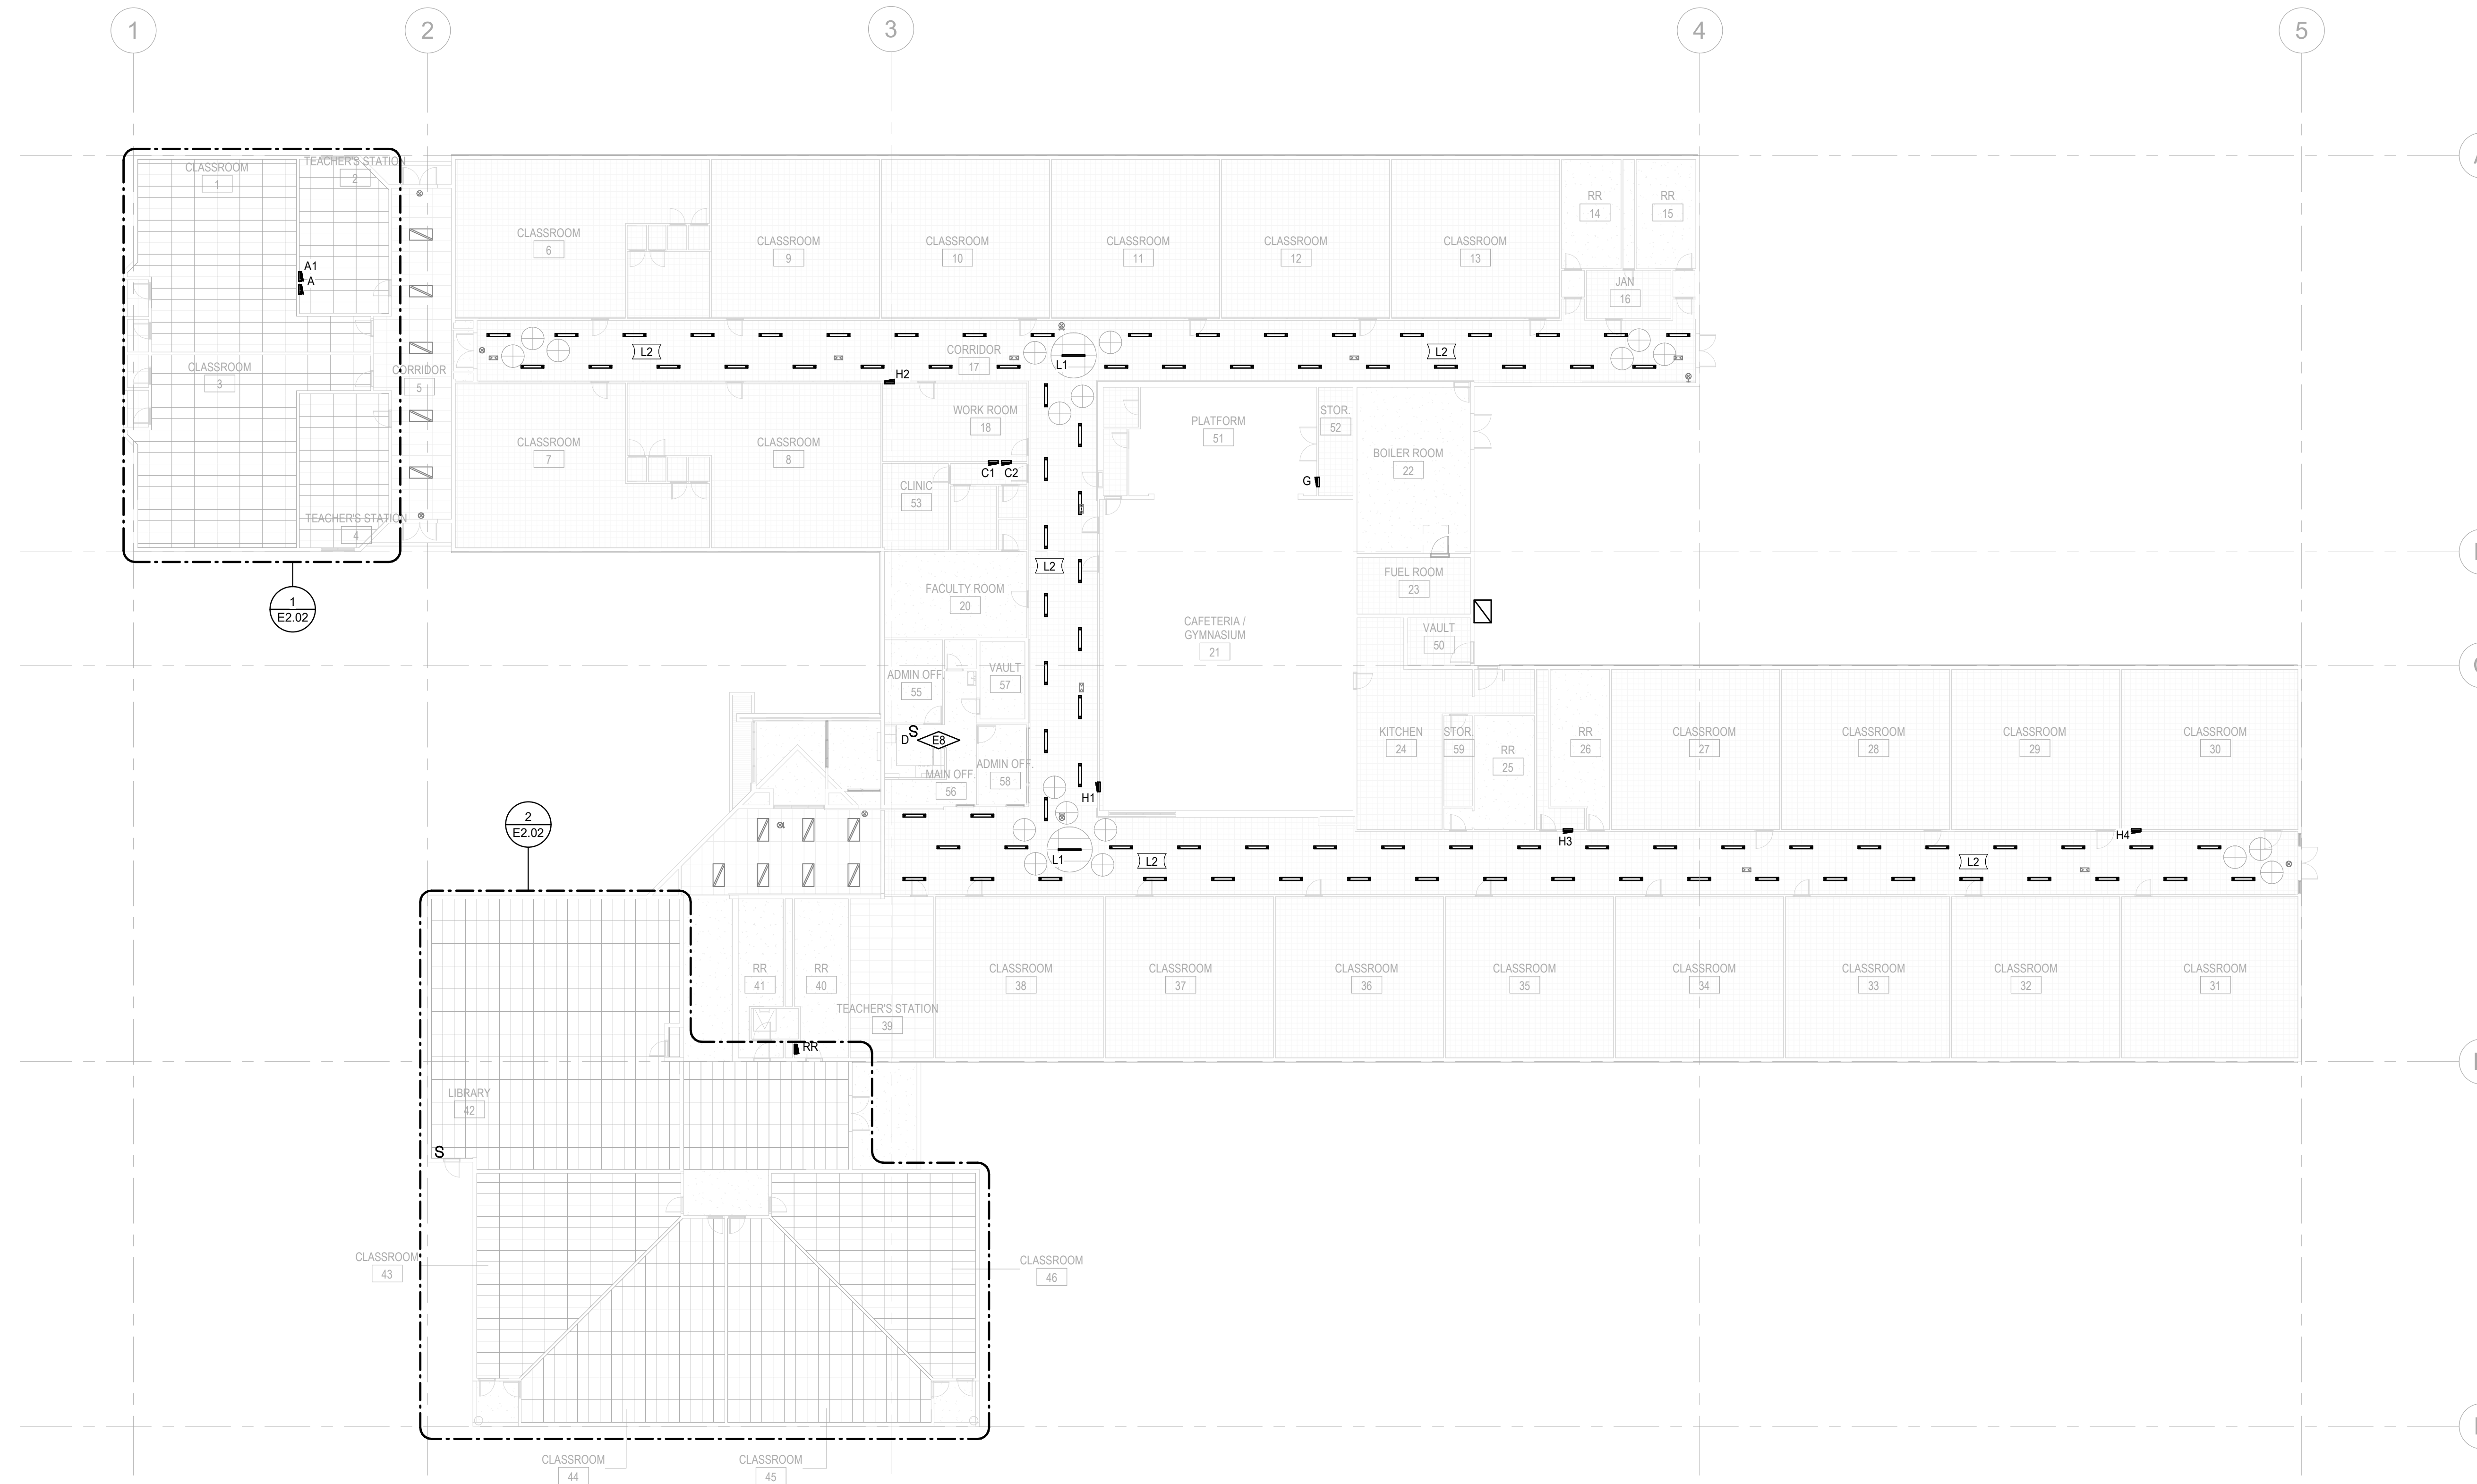 1
2
3
4
5
CLASSROOM
1
TEACHER'S STATION
2
A1
A
CLASSROOM
3
CORRIDOR
5
TEACHER'S STATION
4
1
E2.02
CLASSROOM
6
CLASSROOM
9
CLASSROOM
10
CLASSROOM
11
CLASSROOM
12
CLASSROOM
13
RR
14
RR
15
JAN
16
L2
CORRIDOR
17
L1
L2
H2
CLASSROOM
7
CLASSROOM
8
WORK ROOM
18
C1
C2
CLINIC
53
PLATFORM
51
STOR.
52
G
BOILER ROOM
22
L2
FACULTY ROOM
20
FUEL ROOM
23
CAFETERIA /
GYMNASIUM
21
VAULT
50
ADMIN OFF.
55
VAULT
57
S
D
E8
MAIN OFF.
56
ADMIN OFF.
58
H1
KITCHEN
24
STOR.
59
RR
25
RR
26
CLASSROOM
27
CLASSROOM
28
CLASSROOM
29
CLASSROOM
30
H3
H4
2
E2.02
L1
L2
L2
RR
41
RR
40
TEACHER'S STATION
39
CLASSROOM
38
CLASSROOM
37
CLASSROOM
36
CLASSROOM
35
CLASSROOM
34
CLASSROOM
33
CLASSROOM
32
CLASSROOM
31
RR
LIBRARY
42
S
CLASSROOM
43
CLASSROOM
46
CLASSROOM
44
CLASSROOM
45